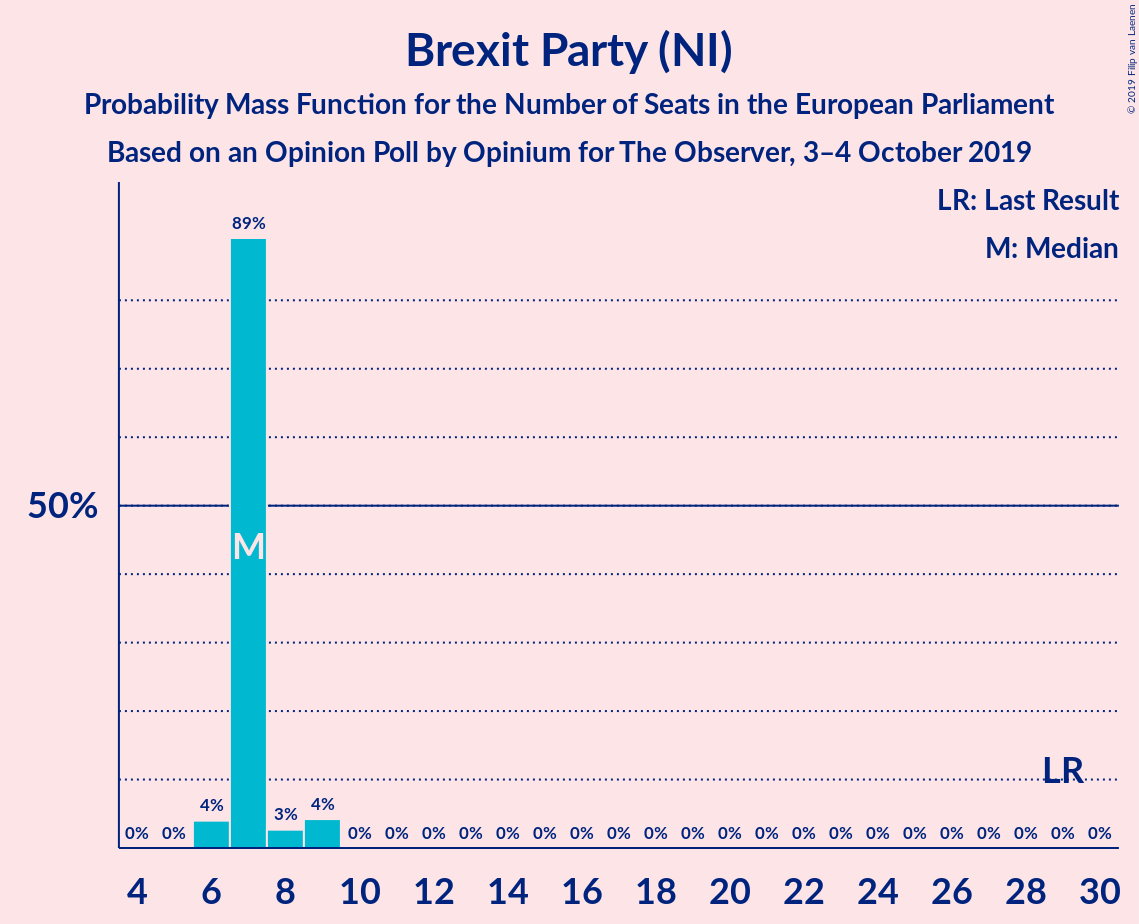 Brexit Party (NI)
Probability Mass Function for the Number of Seats in the European Parliament
Based on an Opinion Poll by Opinium for The Observer, 3–4 October 2019
© 2019 Filip van Laenen
LR: Last Result
M: Median
89%
50%
M
LR
0% 0% 4% 3% 4% 0% 0% 0% 0% 0% 0% 0% 0% 0% 0% 0% 0% 0% 0% 0% 0% 0% 0% 0% 0% 0%
4 6 8 10 12 14 16 18 20 22 24 26 28 30